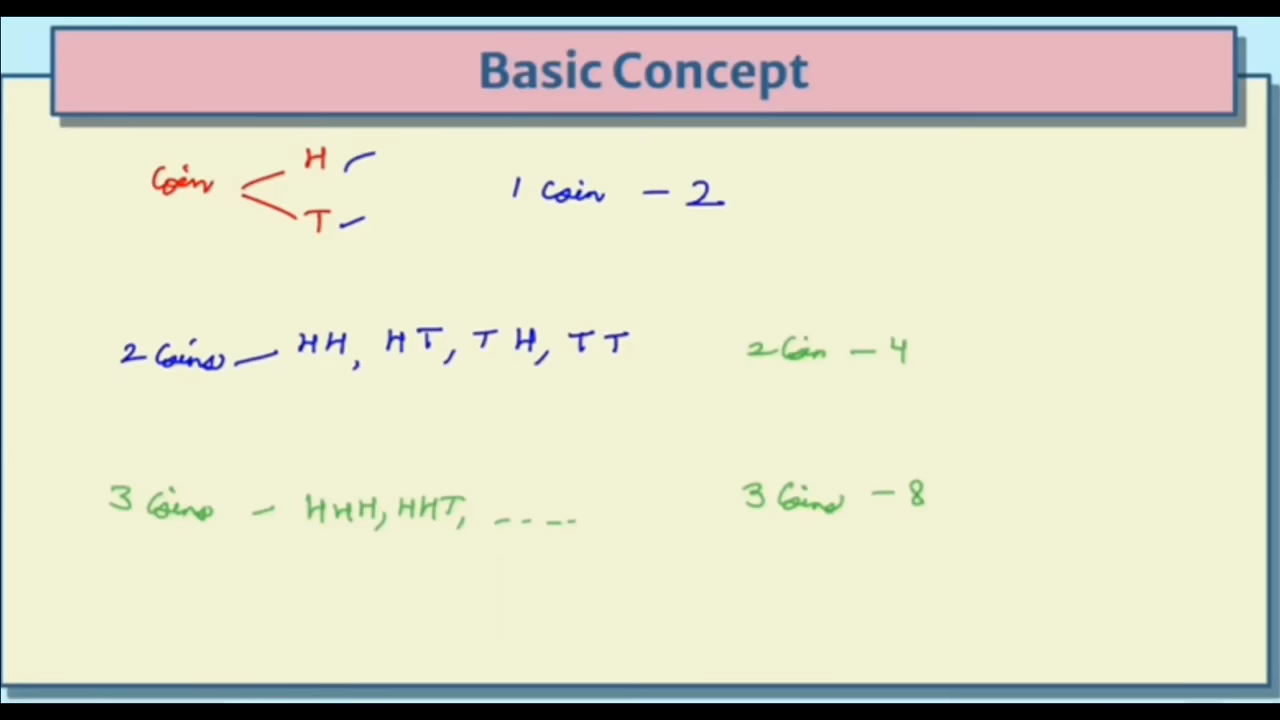 Basic Concept
Coin H 1 Coin - 2
T
2 Coins - HH, HT, TH, TT 2 Coin - 4
3 Coins - HHH, HHT, ---- 3 Coins - 8